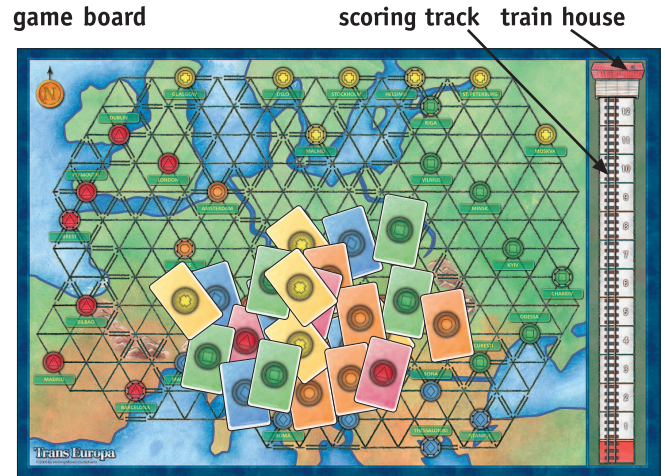 game board
scoring track
train house
N
GLASGOW
OSLO
STOCKHOLM
HELSINKI
ST. PETERBURG
DUBLIN
RIGA
MALMÖ
MOSKVA
LONDON
VILNIUS
AMSTERDAM
MINSK
BREST
KYIV
CHARKIV
BILBAO
ODESSA
MADRID
SOFIA
BARCELONA
ROMA
THESSALONIKI
12
11
10
9
8
7
6
5
4
3
2
1
Trans Europa